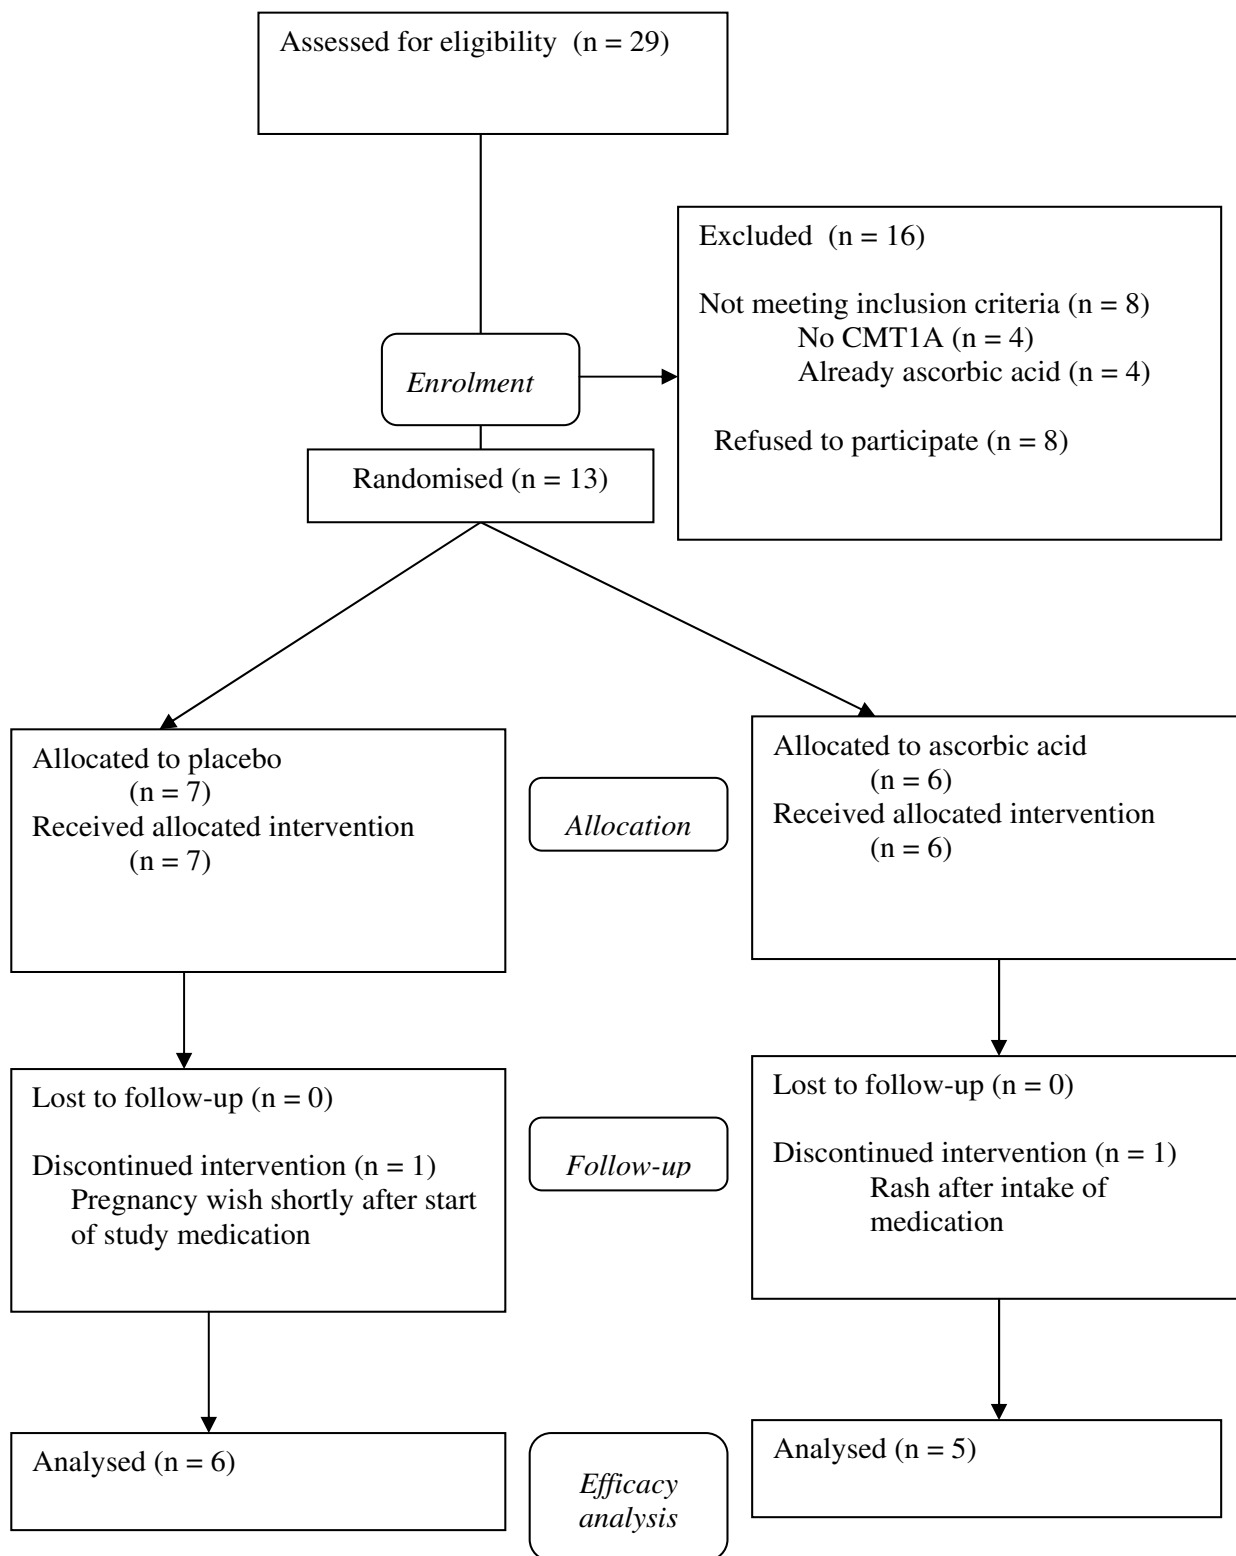 Assessed for eligibility (n = 29)
Excluded (n = 16)
Not meeting inclusion criteria (n = 8)
No CMT1A (n = 4)
Already ascorbic acid (n = 4)
Refused to participate (n = 8)
Enrolment
Randomised (n = 13)
Allocated to placebo
(n = 7)
Received allocated intervention
(n = 7)
Allocation
Allocated to ascorbic acid
(n = 6)
Received allocated intervention
(n = 6)
Lost to follow-up (n = 0)
Discontinued intervention (n = 1)
Pregnancy wish shortly after start
of study medication
Follow-up
Lost to follow-up (n = 0)
Discontinued intervention (n = 1)
Rash after intake of
medication
Analysed (n = 6)
Efficacy
analysis
Analysed (n = 5)